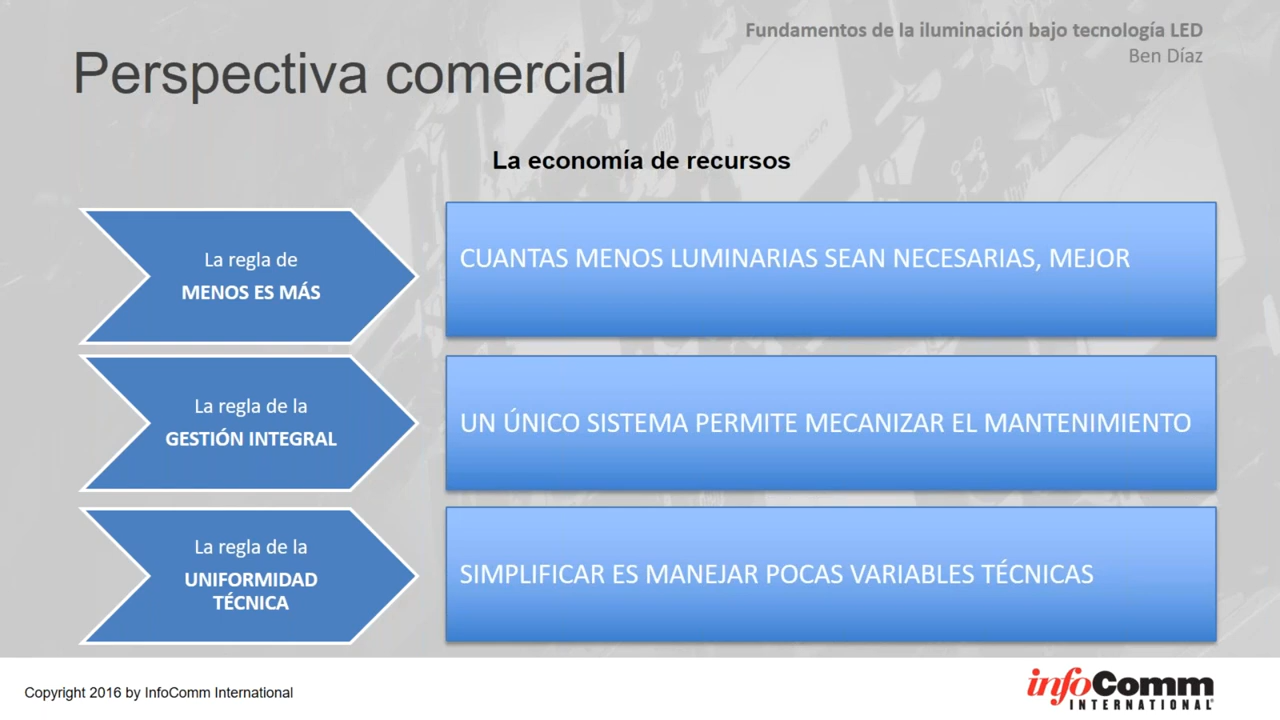 Fundamentos de la iluminación bajo tecnología LED
Ben Díaz
Perspectiva comercial
La economía de recursos
La regla de
MENOS ES MÁS
CUANTAS MENOS LUMINARIAS SEAN NECESARIAS, MEJOR
La regla de la
GESTIÓN INTEGRAL
UN ÚNICO SISTEMA PERMITE MECANIZAR EL MANTENIMIENTO
La regla de la
UNIFORMIDAD
TÉCNICA
SIMPLIFICAR ES MANEJAR POCAS VARIABLES TÉCNICAS
Copyright 2016 by InfoComm International
infoComm
INTERNATIONAL®